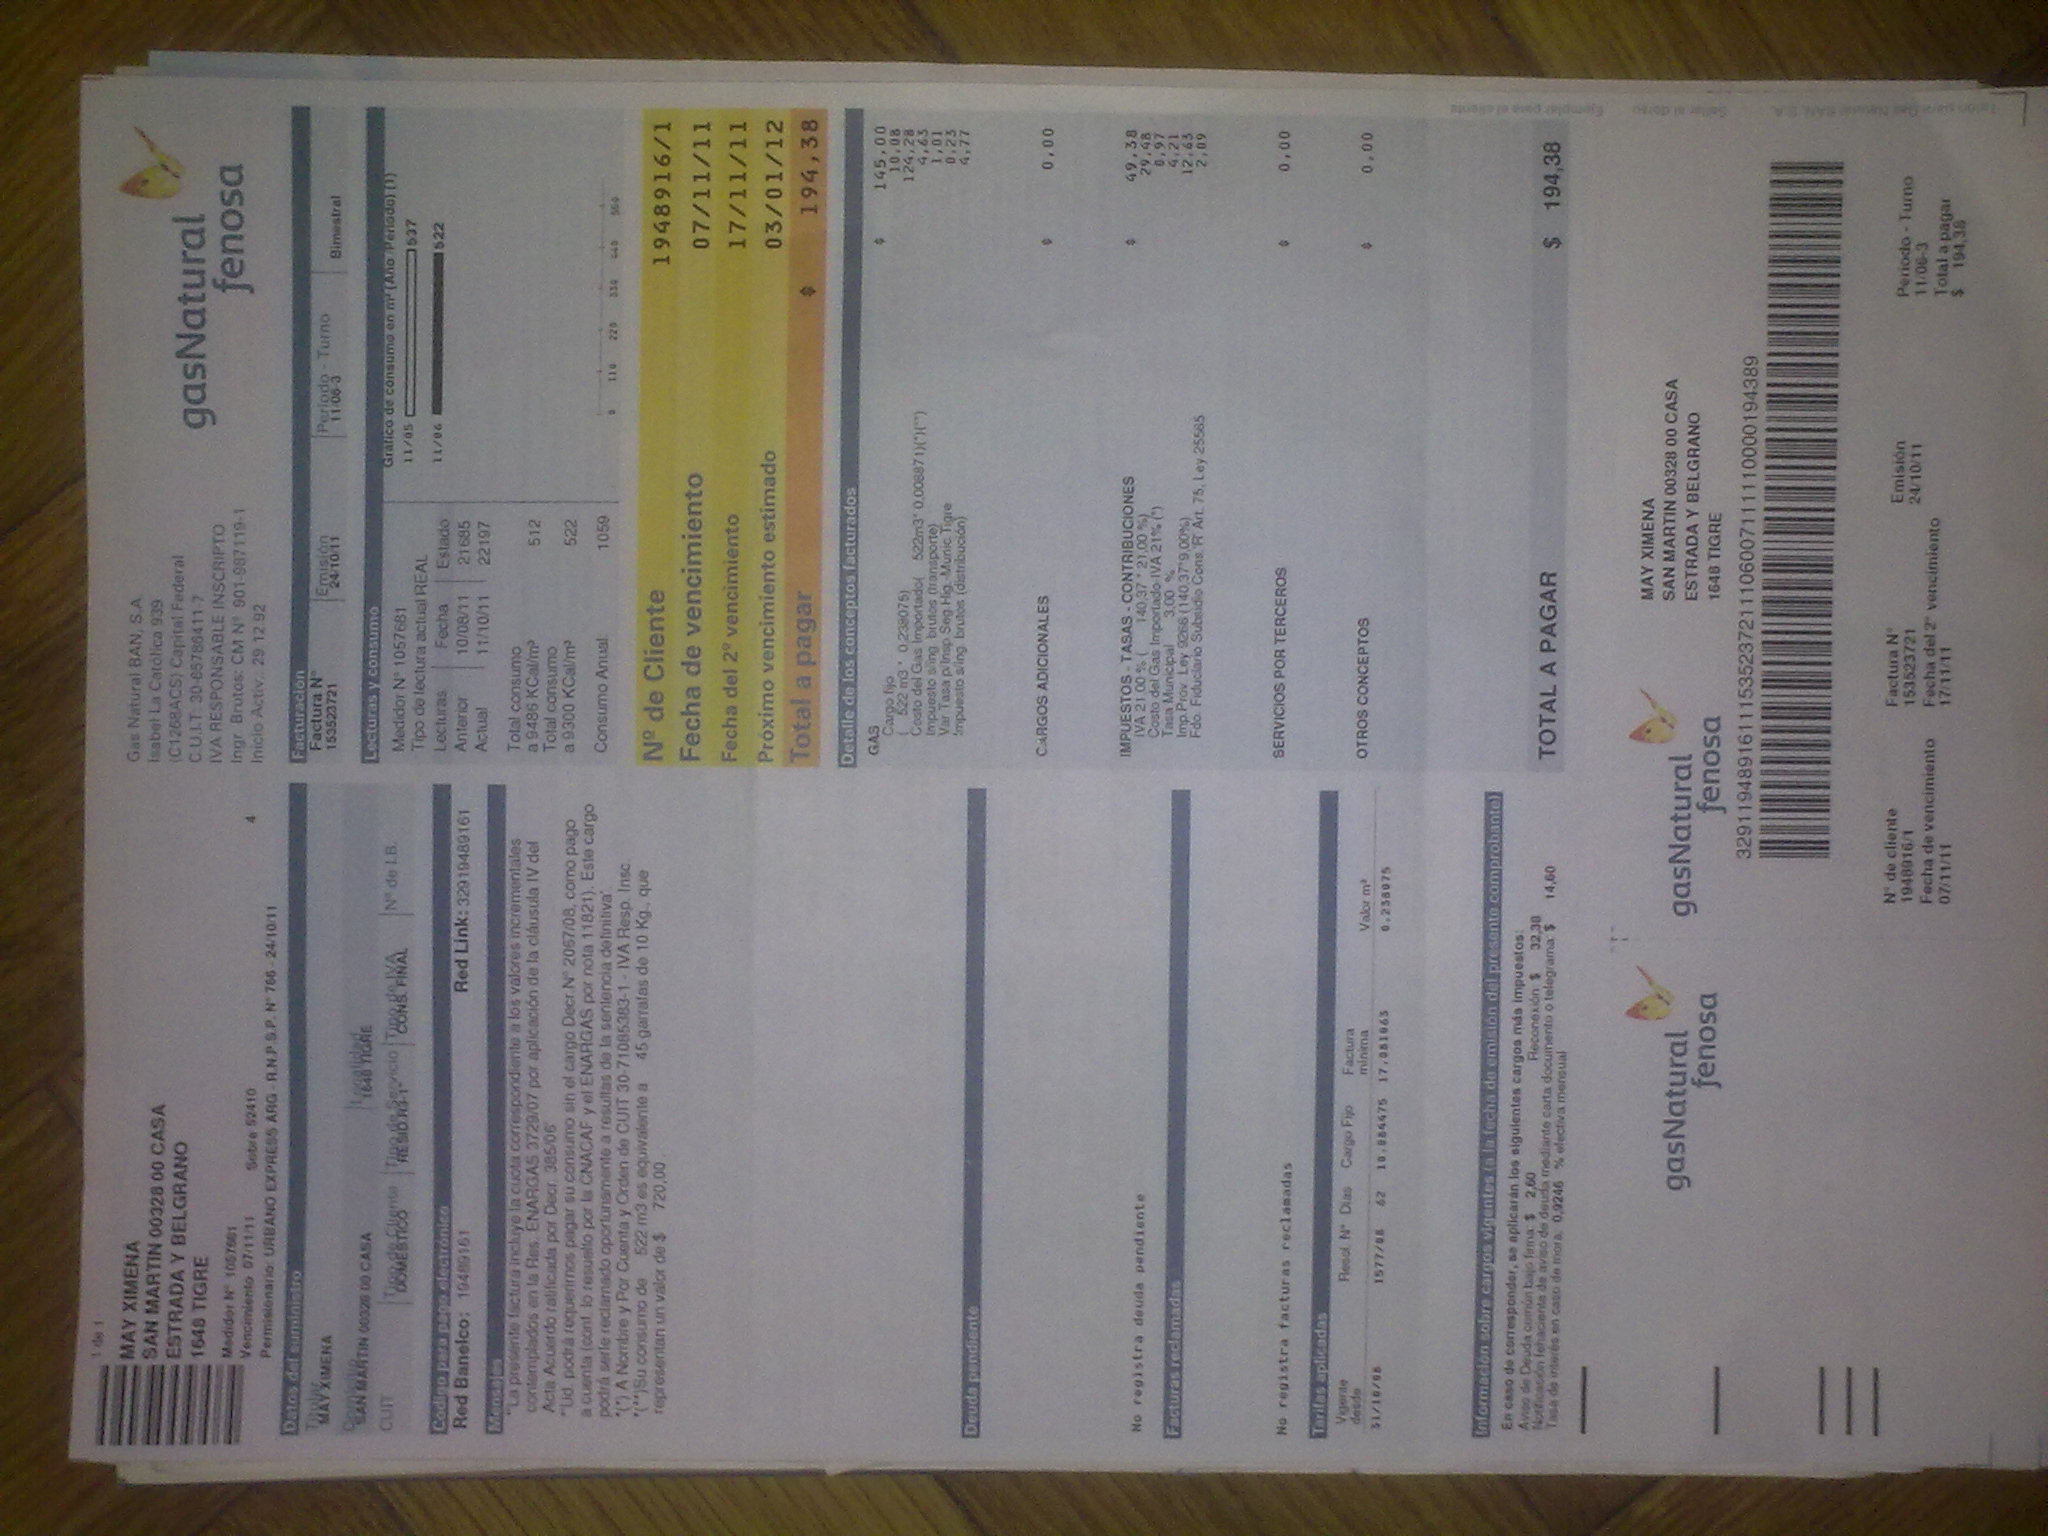 1 de 1
MAY XIMENA
SAN MARTIN 00328 00 CASA
ESTRADA Y BELGRANO
1648 TIGRE
Medidor N° 1057681
Vencimiento 07/11/11 Sobre 52410 4
Permisionario: URBANO EXPRESS ARG - R.N.P.S.P. N° 766 - 24/10/11
Gas Natural BAN, S.A.
Isabel La Católica 939
(C1268ACS) Capital Federal
C.U.I.T. 30-65786411-7
IVA RESPONSABLE INSCRIPTO
Ingr. Brutos: CM N° 901-987119-1
Inicio Activ.: 29.12.92
gasNatural
fenosa
Datos del suministro
MAY XIMENA
SAN MARTIN 00328 00 CASA 1648 TIGRE
CUIT Tipo de Cliente Tipo de Servicio Tipo de IVA N° de I.B.
DOMESTICO RESID R3-1° CONS. FINAL
Código para pago electrónico
Red Banelco: 19489161 Red Link: 32919489161
Mensajes
*'La presente factura incluye la cuota correspondiente a los valores incrementales
contemplados en la Res. ENARGAS 3729/07 por aplicación de la cláusula IV del
Acta Acuerdo ratificada por Decr. 385/06'
*'Ud. podrá requerirnos pagar su consumo sin el cargo Decr.N° 2067/08, como pago
a cuenta (conf. lo resuelto por la CNACAF y el ENARGAS por nota 11821). Este cargo
podrá serle reclamado oportunamente a resultas de la sentencia definitiva'
*(*) A Nombre y Por Cuenta y Orden de CUIT 30-71085383-1 - IVA Resp. Insc.
*(**)Su consumo de 522 m3 es equivalente a 45 garrafas de 10 Kg., que
representan un valor de $ 720,00 .
Deuda pendiente
No registra deuda pendiente
Facturas reclamadas
No registra facturas reclamadas
Tarifas aplicadas
Vigente desde Resol. N° Días Cargo Fijo Factura mínima Valor m³
31/10/08 1577/08 62 10.084475 17.081065 0.238075
Información sobre cargos vigentes (a la fecha de emisión del presente comprobante)
En caso de corresponder, se aplicarán los siguientes cargos más impuestos:
Aviso de Deuda común bajo firma: $ 2,60 Reconexión $ 32,30
Notificación fehaciente de aviso de deuda mediante carta documento o telegrama: $ 14,60
Tasa de interés en caso de mora: 0,9246 % efectiva mensual
Facturación
Factura N° Emisión Período - Turno
153523721 24/10/11 11/06-3 Bimestral
Lecturas y consumo
Medidor N° 1057681
Tipo de lectura actual REAL
Lecturas Fecha Estado
Anterior 10/08/11 21685
Actual 11/10/11 22197
Total consumo
a 9486 KCal/m³ 512
Total consumo
a 9300 KCal/m³ 522
Consumo Anual 1059
Gráfico de consumo en m³ (Año Período) (1)
11/05 537
11/06 522
0 110 220 330 440 550
N° de Cliente 1948916/1
Fecha de vencimiento 07/11/11
Fecha del 2° vencimiento 17/11/11
Próximo vencimiento estimado 03/01/12
Total a pagar $ 194,38
Detalle de los conceptos facturados
GAS $ 145,00
Cargo fijo 10,08
( 522 m3 * 0,238075) 124,28
Costo del Gas Importado( 522m3* 0,008871)(*)(**) 4,63
Impuesto s/ing. brutos (transporte) 1,01
Var. Tasa p/Insp.Seg.Hig.-Munic. Tigre 0,23
Impuesto s/ing. brutos (distribución) 4,77
CARGOS ADICIONALES $ 0,00
IMPUESTOS - TASAS - CONTRIBUCIONES $ 49,38
IVA 21,00 % ( 140,37 * 21,00 %) 29,48
Costo del Gas Importado-IVA 21% (*) 0,97
Tasa Municipal 3,00 % 4,21
Imp.Prov. Ley 9266 (140,37*9,00%) 12,63
Fdo. Fiduciario Subsidio Cons.'R' Art. 75, Ley 25565 2,09
SERVICIOS POR TERCEROS $ 0,00
OTROS CONCEPTOS $ 0,00
TOTAL A PAGAR $ 194,38
gasNatural
fenosa
gasNatural
fenosa
MAY XIMENA
SAN MARTIN 00328 00 CASA
ESTRADA Y BELGRANO
1648 TIGRE
N° de cliente Factura N° Emisión Período - Turno
1948916/1 153523721 24/10/11 11/06-3
Fecha de vencimiento Fecha del 2° vencimiento Total a pagar
07/11/11 17/11/11 $ 194,38
Ejemplar para el cliente
Sellar al dorso